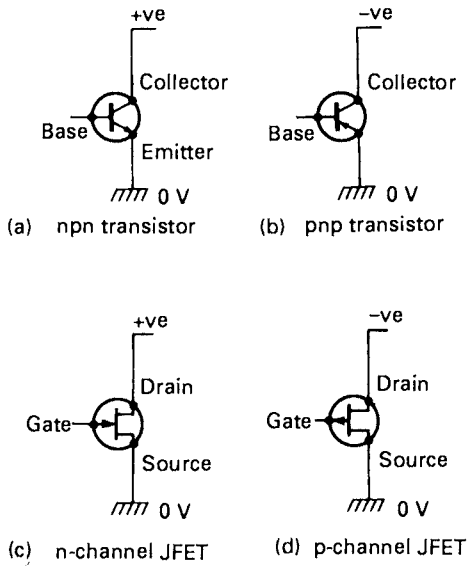 +ve
Collector
Base
Emitter
0 V
(a) npn transistor
−ve
Collector
Base
0 V
(b) pnp transistor
+ve
Drain
Gate
Source
0 V
(c) n-channel JFET
−ve
Drain
Gate
Source
0 V
(d) p-channel JFET